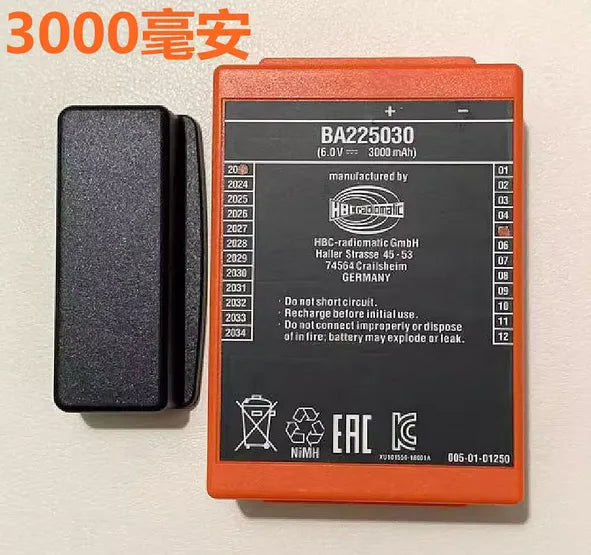 3000毫安
+ −
BA225030
(6.0V ⎓ 3000 mAh)
manufactured by
HBC-radiomatic
HBC-radiomatic GmbH
Haller Strasse 45 - 53
74564 Crailsheim
GERMANY
2024
2025
2026
2027
2028
2029
2030
2031
2032
2033
2034
01
02
03
04
06
07
08
09
10
11
12
· Do not short circuit.
· Recharge before initial use.
· Do not connect improperly or dispose
of in fire; battery may explode or leak.
NiMH
EAC
KC
005-01-01250